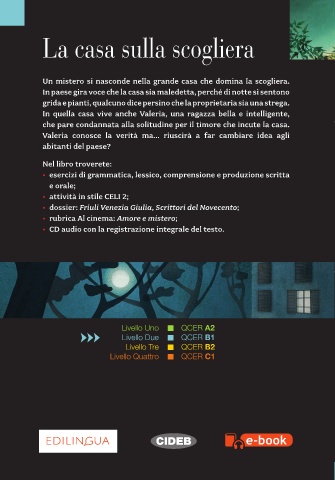 La casa sulla scogliera
Un mistero si nasconde nella grande casa che domina la scogliera.
In paese gira voce che la casa sia maledetta, perché di notte si sentono
grida e pianti, qualcuno dice persino che la proprietaria sia una strega.
In quella casa vive anche Valeria, una ragazza bella e intelligente,
che pare condannata alla solitudine per il timore che incute la casa.
Valeria conosce la verità ma... riuscirà a far cambiare idea agli
abitanti del paese?
Nel libro troverete:
• esercizi di grammatica, lessico, comprensione e produzione scritta
e orale;
• attività in stile CELI 2;
• dossier: Friuli Venezia Giulia, Scrittori del Novecento;
• rubrica Al cinema: Amore e mistero;
• CD audio con la registrazione integrale del testo.
Livello Uno QCER A2
Livello Due QCER B1
Livello Tre QCER B2
Livello Quattro QCER C1
EDILINGUA
CIDEB
e-book